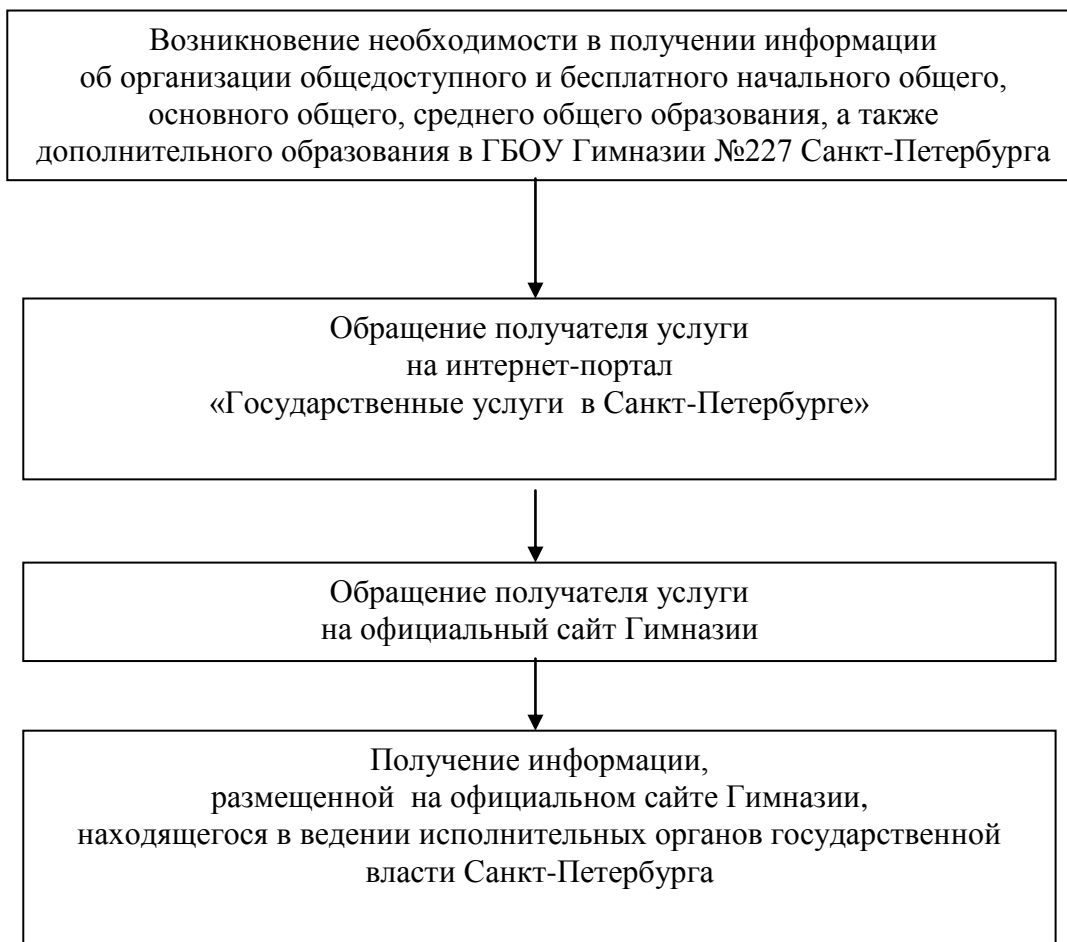 Возникновение необходимости в получении информации
об организации общедоступного и бесплатного начального общего,
основного общего, среднего общего образования, а также
дополнительного образования в ГБОУ Гимназии №227 Санкт-Петербурга
Обращение получателя услуги
на интернет-портал
«Государственные услуги  в Санкт-Петербурге»
Обращение получателя услуги
на официальный сайт Гимназии
Получение информации,
размещенной  на официальном сайте Гимназии,
находящегося в ведении исполнительных органов государственной
власти Санкт-Петербурга